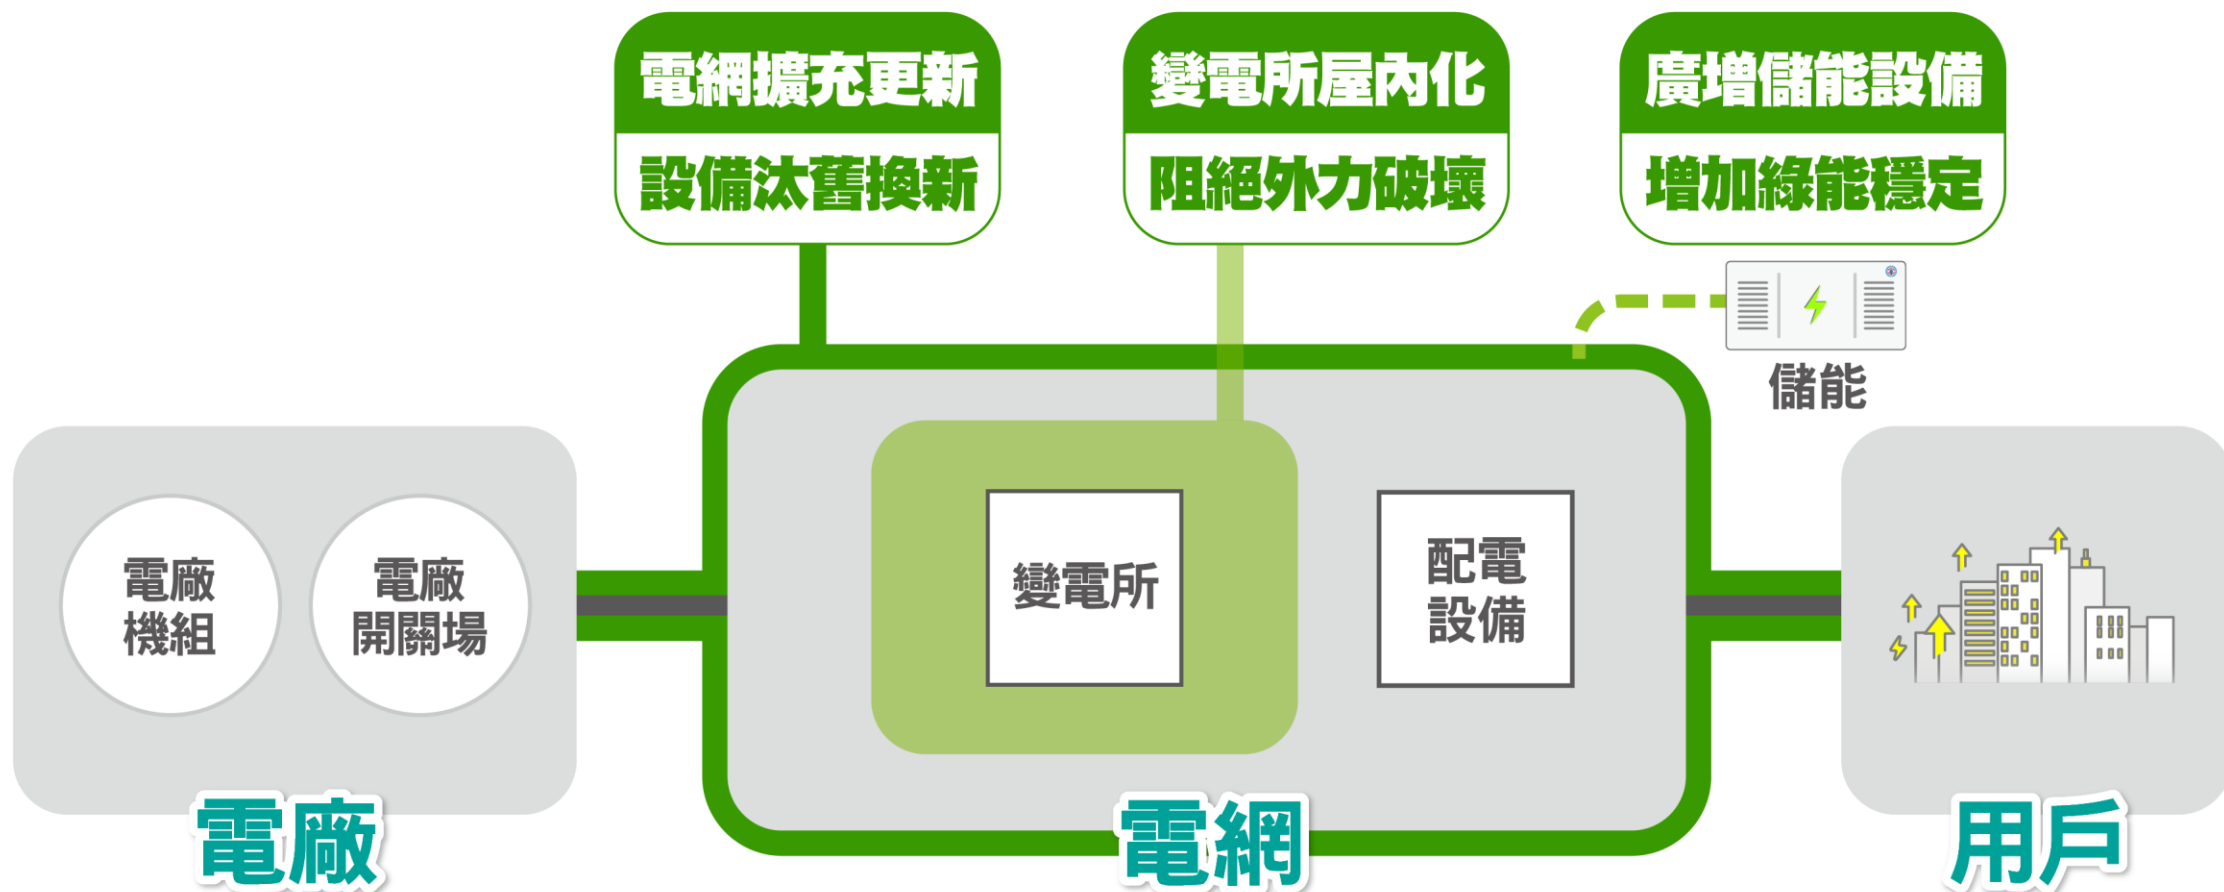 電網擴充更新
設備汰舊換新
變電所屋內化
阻絕外力破壞
廣增儲能設備
增加綠能穩定
儲能
電廠
機組
電廠
開關場
變電所
配電
設備
電廠
電網
用戶